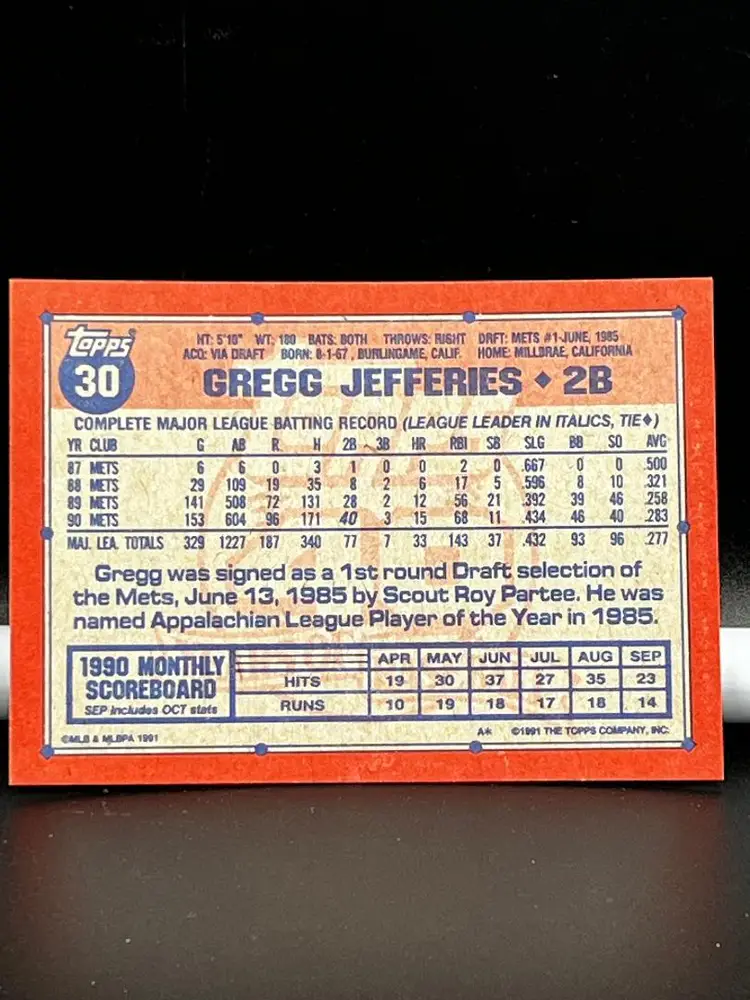 Topps
30
HT: 5'10" WT: 180 BATS: BOTH THROWS: RIGHT DRFT: METS #1-JUNE, 1985
ACQ: VIA DRAFT BORN: 8-1-67, BURLINGAME, CALIF. HOME: MILLBRAE, CALIFORNIA
GREGG JEFFERIES ♦ 2B
COMPLETE MAJOR LEAGUE BATTING RECORD (LEAGUE LEADER IN ITALICS, TIE♦)
YR CLUB G AB R H 2B 3B HR RBI SB SLG BB SO AVG
87 METS 6 6 0 3 1 0 0 2 0 .667 0 0 .500
88 METS 29 109 19 35 8 2 6 17 5 .596 8 10 .321
89 METS 141 508 72 131 28 2 12 56 21 .392 39 46 .258
90 METS 153 604 96 171 40 3 15 68 11 .434 46 40 .283
MAJ. LEA. TOTALS 329 1227 187 340 77 7 33 143 37 .432 93 96 .277
Gregg was signed as a 1st round Draft selection of
the Mets, June 13, 1985 by Scout Roy Partee. He was
named Appalachian League Player of the Year in 1985.
1990 MONTHLY
SCOREBOARD
SEP includes OCT stats
APR MAY JUN JUL AUG SEP
HITS 19 30 37 27 35 23
RUNS 10 19 18 17 18 14
©MLB & MLBPA 1991 A* ©1991 THE TOPPS COMPANY, INC.